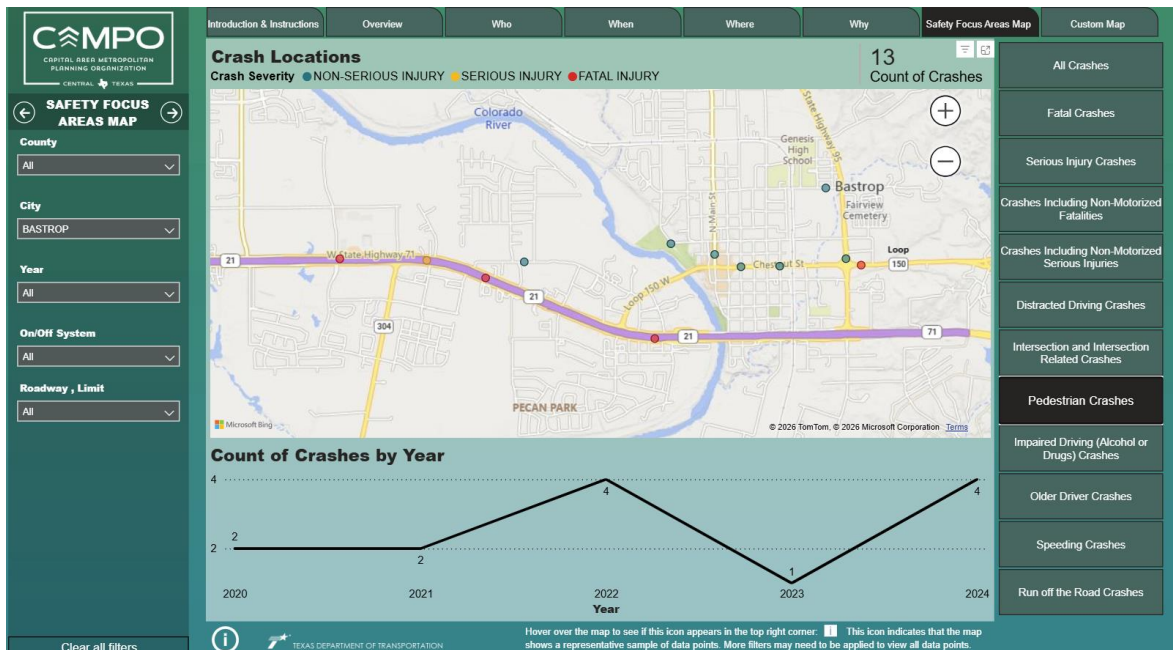 CAMPO
CAPITAL AREA METROPOLITAN
PLANNING ORGANIZATION
CENTRAL TEXAS
SAFETY FOCUS
AREAS MAP
County
All
City
BASTROP
Year
All
On/Off System
All
Roadway , Limit
All
Clear all filters
Introduction & Instructions
Overview
Who
When
Where
Why
Safety Focus Areas Map
Custom Map
Crash Locations
Crash Severity NON-SERIOUS INJURY SERIOUS INJURY FATAL INJURY
13
Count of Crashes
Colorado
River
State Highway 95
Genesis
High
School
Bastrop
Fairview
Cemetery
N Main St
W State Highway 71
21
Chestnut St
Loop
150
Loop 150 W
21
304
21
71
PECAN PARK
Microsoft Bing
© 2026 TomTom, © 2026 Microsoft Corporation Terms
Count of Crashes by Year
4
2
2
2
4
1
4
2020
2021
2022
2023
2024
Year
TEXAS DEPARTMENT OF TRANSPORTATION
Hover over the map to see if this icon appears in the top right corner: i This icon indicates that the map
shows a representative sample of data points. More filters may need to be applied to view all data points.
All Crashes
Fatal Crashes
Serious Injury Crashes
Crashes Including Non-Motorized
Fatalities
Crashes Including Non-Motorized
Serious Injuries
Distracted Driving Crashes
Intersection and Intersection
Related Crashes
Pedestrian Crashes
Impaired Driving (Alcohol or
Drugs) Crashes
Older Driver Crashes
Speeding Crashes
Run off the Road Crashes